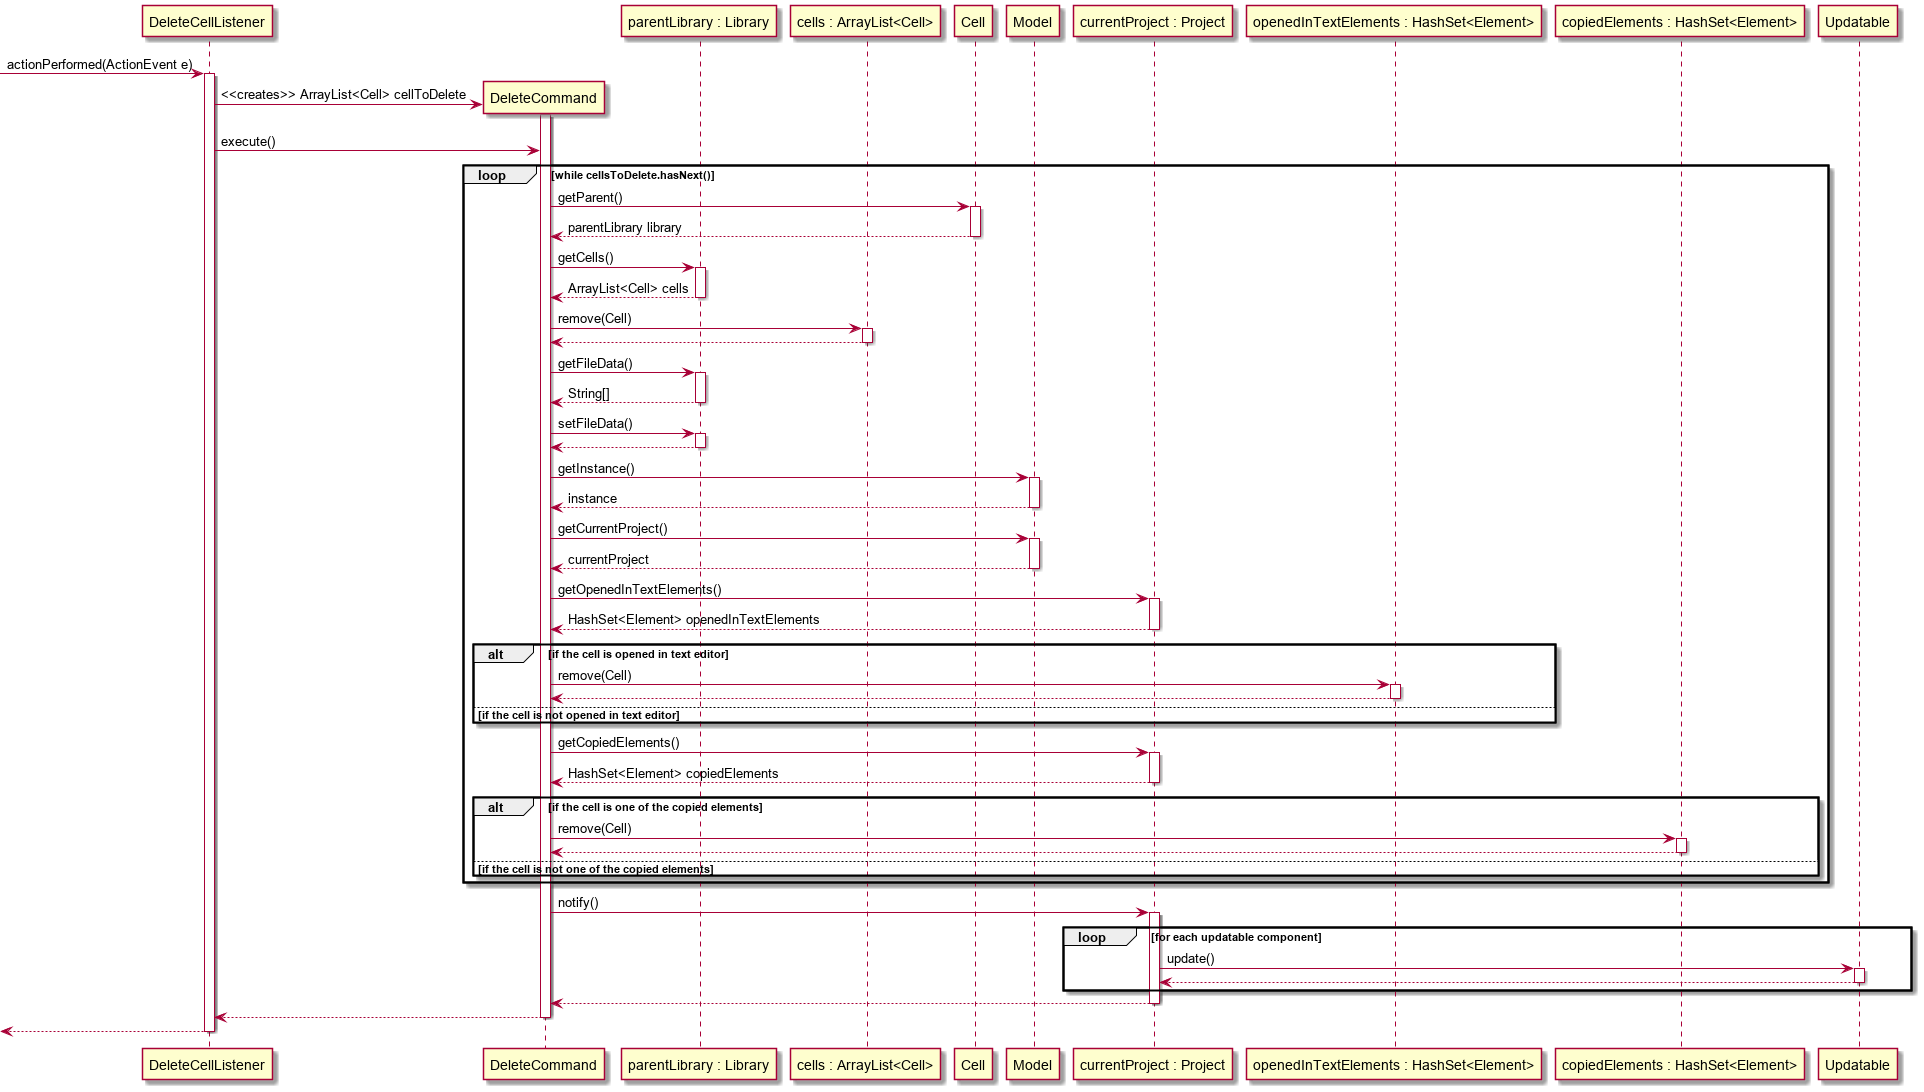 DeleteCellListener
parentLibrary : Library
cells : ArrayList<Cell>
Cell
Model
currentProject : Project
openedInTextElements : HashSet<Element>
copiedElements : HashSet<Element>
Updatable
actionPerformed(ActionEvent e)
<<creates>> ArrayList<Cell> cellToDelete
DeleteCommand
execute()
loop [while cellsToDelete.hasNext()]
getParent()
parentLibrary library
getCells()
ArrayList<Cell> cells
remove(Cell)
getFileData()
String[]
setFileData()
getInstance()
instance
getCurrentProject()
currentProject
getOpenedInTextElements()
HashSet<Element> openedInTextElements
alt [if the cell is opened in text editor]
remove(Cell)
[if the cell is not opened in text editor]
getCopiedElements()
HashSet<Element> copiedElements
alt [if the cell is one of the copied elements]
remove(Cell)
[if the cell is not one of the copied elements]
notify()
loop [for each updatable component]
update()
DeleteCellListener
DeleteCommand
parentLibrary : Library
cells : ArrayList<Cell>
Cell
Model
currentProject : Project
openedInTextElements : HashSet<Element>
copiedElements : HashSet<Element>
Updatable